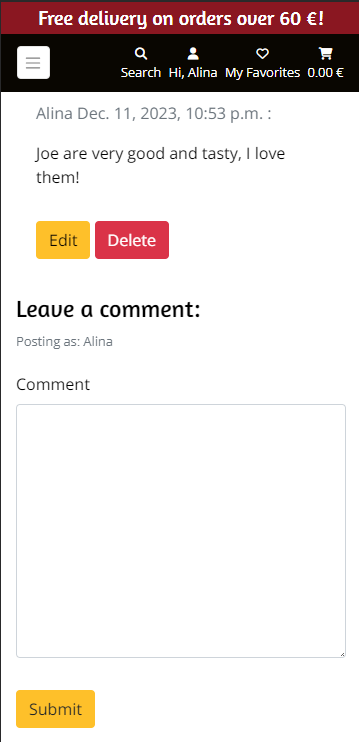 Free delivery on orders over 60 €!
Search Hi, Alina My Favorites 0.00 €
Alina Dec. 11, 2023, 10:53 p.m. :
Joe are very good and tasty, I love
them!
Edit Delete
Leave a comment:
Posting as: Alina
Comment
Submit